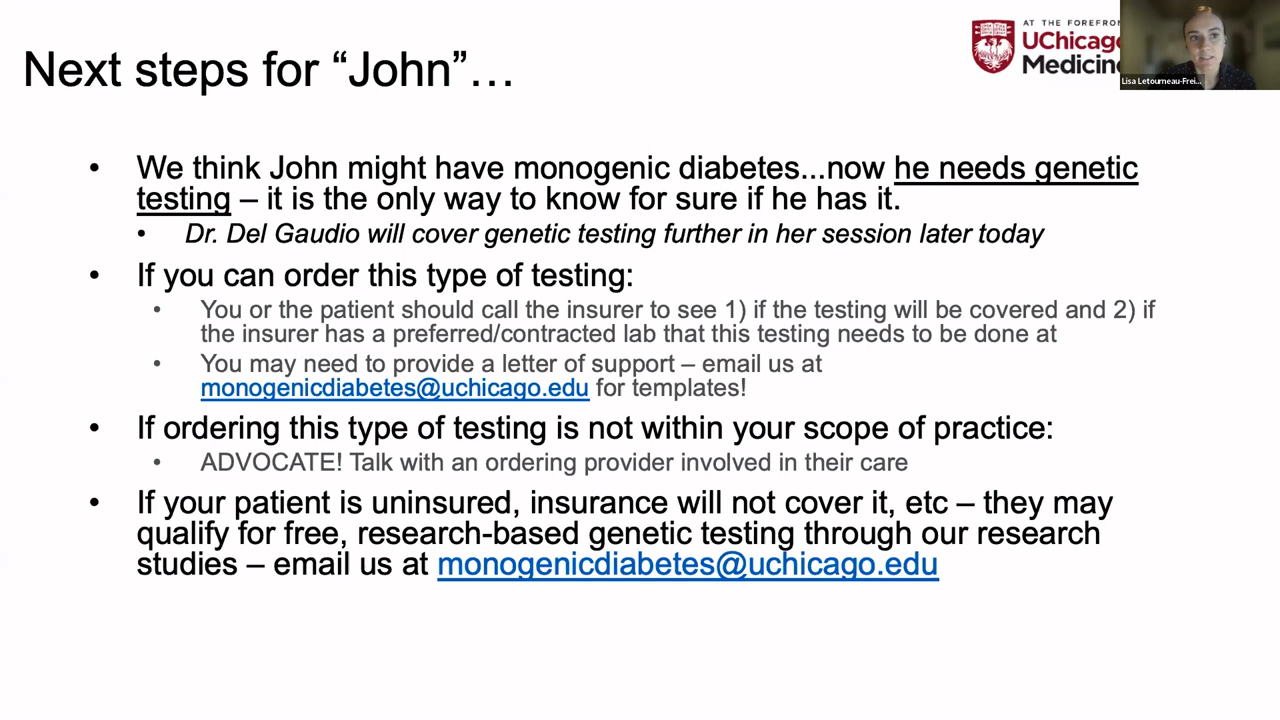 Next steps for “John”…
AT THE FOREFRON
UChicago
Medicine
Lisa Letourneau-Frei...
• We think John might have monogenic diabetes...now he needs genetic
testing – it is the only way to know for sure if he has it.
• Dr. Del Gaudio will cover genetic testing further in her session later today
• If you can order this type of testing:
• You or the patient should call the insurer to see 1) if the testing will be covered and 2) if
the insurer has a preferred/contracted lab that this testing needs to be done at
• You may need to provide a letter of support – email us at
monogenicdiabetes@uchicago.edu for templates!
• If ordering this type of testing is not within your scope of practice:
• ADVOCATE! Talk with an ordering provider involved in their care
• If your patient is uninsured, insurance will not cover it, etc – they may
qualify for free, research-based genetic testing through our research
studies – email us at monogenicdiabetes@uchicago.edu